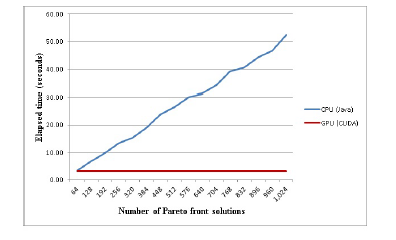 60.00
50.00
40.00
30.00
20.00
10.00
0.00
Elapsed time (seconds)
64 128 192 256 320 384 448 512 576 640 704 768 832 896 960 1,024
Number of Pareto front solutions
CPU (Java)
GPU (CUDA)